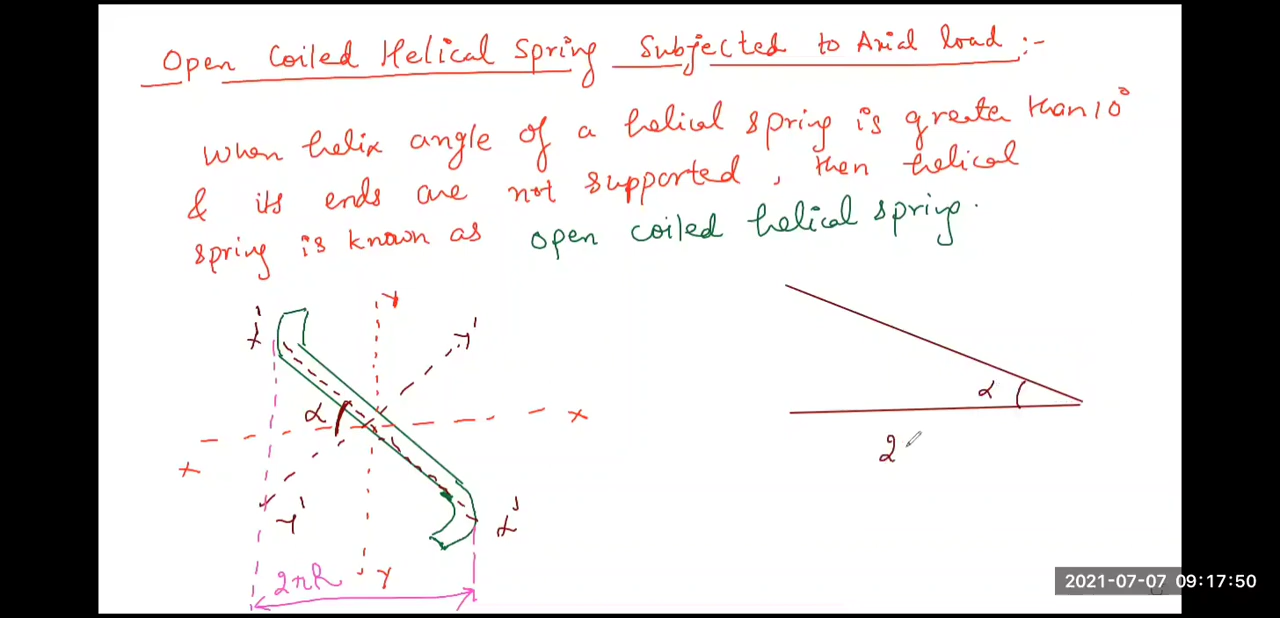 Open Coiled Helical Spring Subjected to Axial load :-
When helix angle of a helical spring is greater than 10°
& its ends are not supported, then helical
spring is known as open coiled helical spring.
Y
X'
Y'
α
α
X
X
2
Y'
X'
2πR
Y
2021-07-07 09:17:50